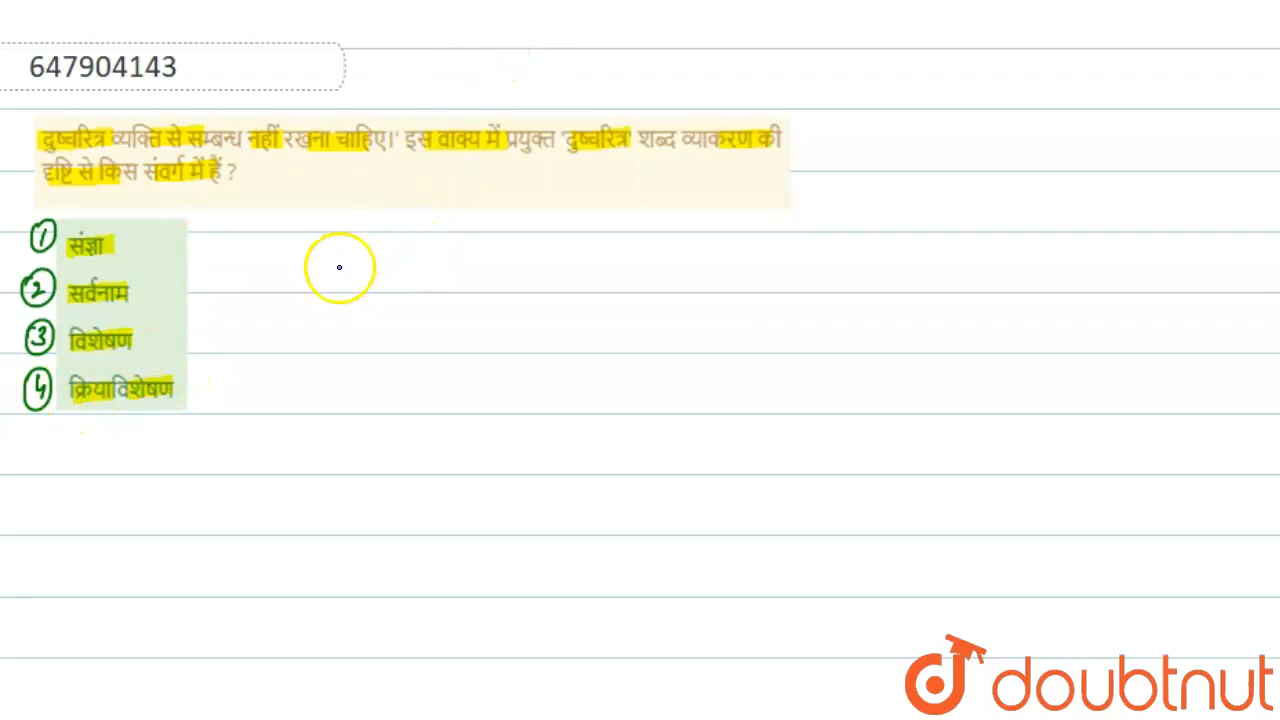 647904143
दुष्चरित्र व्यक्ति से सम्बन्ध नहीं रखना चाहिए।' इस वाक्य में प्रयुक्त 'दुष्चरित्र' शब्द व्याकरण की
दृष्टि से किस संवर्ग में हैं ?
1 संज्ञा
2 सर्वनाम
3 विशेषण
4 क्रियाविशेषण
doubtnut